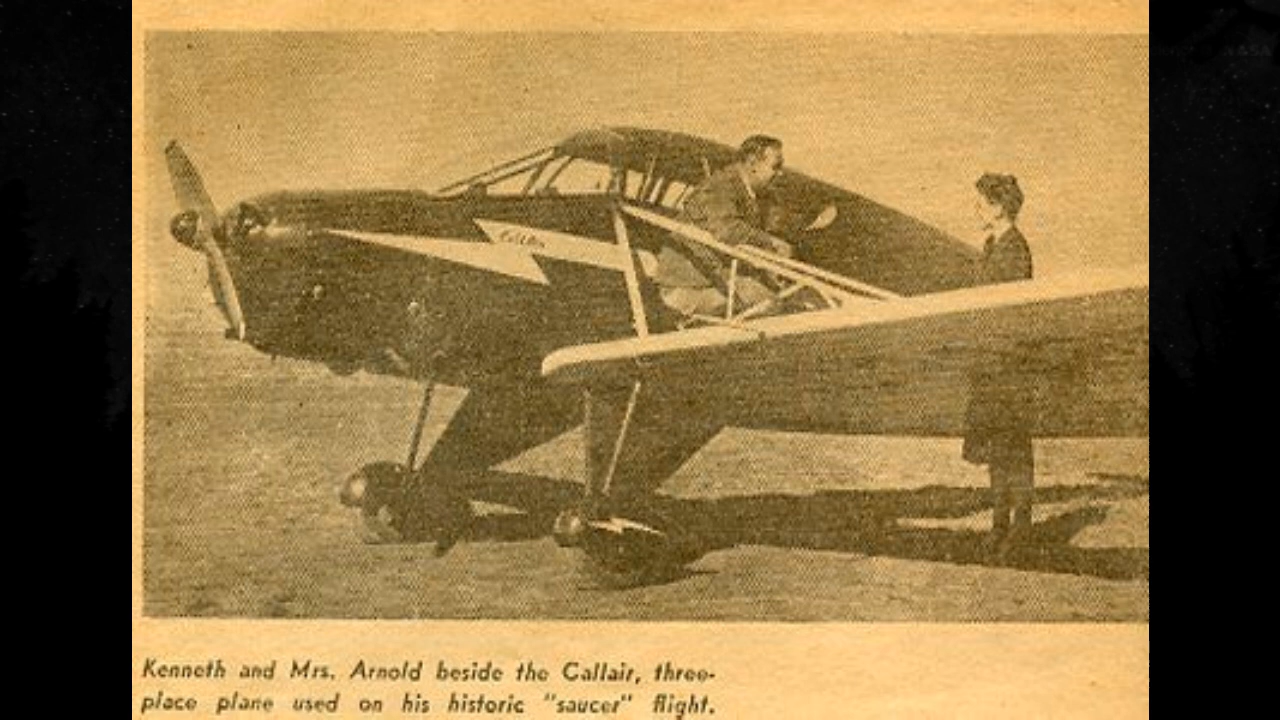 Kenneth and Mrs. Arnold beside the Callair, three-
place plane used on his historic "saucer" flight.